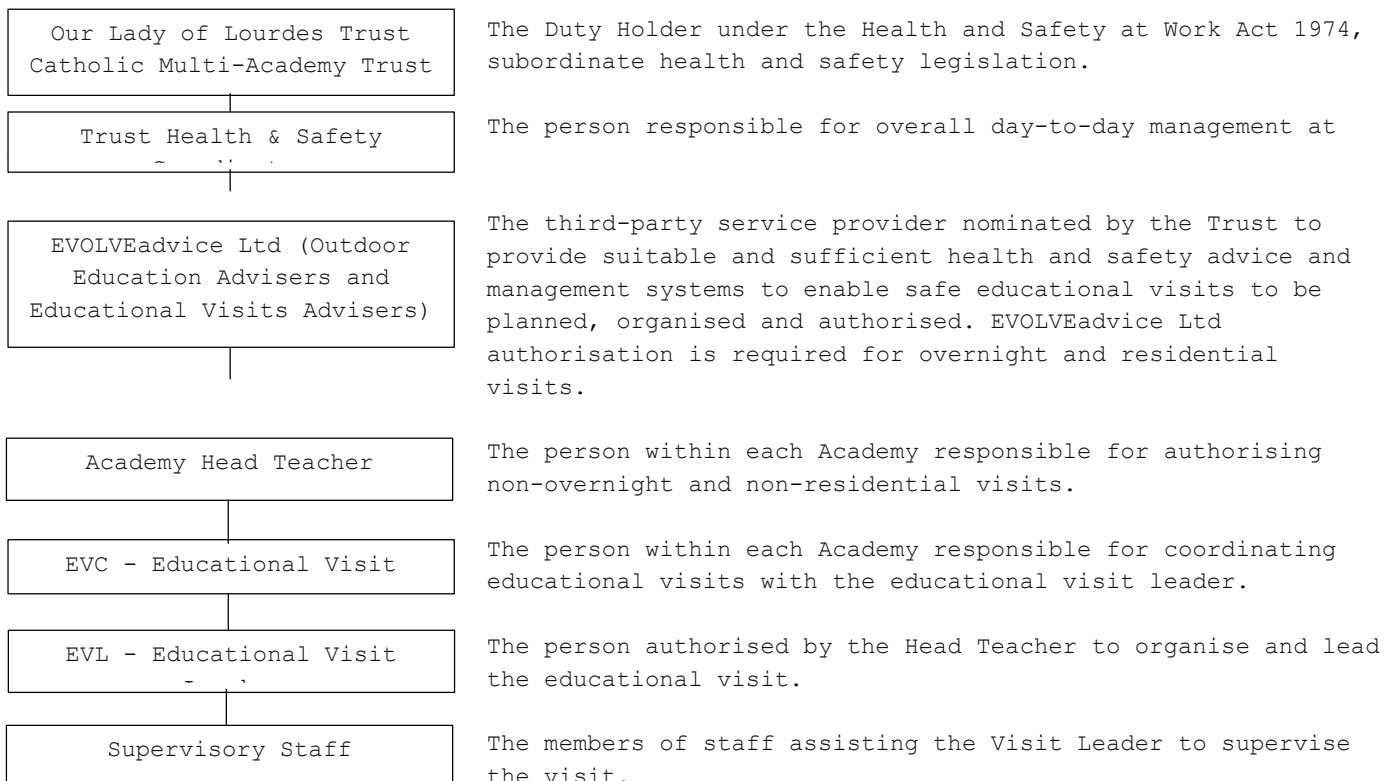 Our Lady of Lourdes Trust
Catholic Multi-Academy Trust
The Duty Holder under the Health and Safety at Work Act 1974,
subordinate health and safety legislation.
Trust Health & Safety
The person responsible for overall day-to-day management at
EVOLVEadvice Ltd (Outdoor
Education Advisers and
Educational Visits Advisers)
The third-party service provider nominated by the Trust to
provide suitable and sufficient health and safety advice and
management systems to enable safe educational visits to be
planned, organised and authorised. EVOLVEadvice Ltd
authorisation is required for overnight and residential
visits.
Academy Head Teacher
The person within each Academy responsible for authorising
non-overnight and non-residential visits.
EVC - Educational Visit
The person within each Academy responsible for coordinating
educational visits with the educational visit leader.
EVL - Educational Visit
The person authorised by the Head Teacher to organise and lead
the educational visit.
Supervisory Staff
The members of staff assisting the Visit Leader to supervise
the visit.